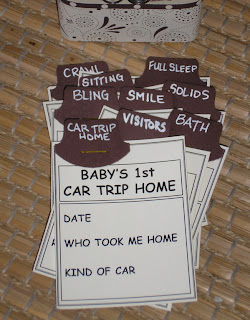 CRAWL
SITTING
FULL SLEEP
BLING
SMILE
SOLIDS
CAR TRIP
HOME
VISITORS
BATH
BABY'S 1st
CAR TRIP HOME
DATE
WHO TOOK ME HOME
KIND OF CAR